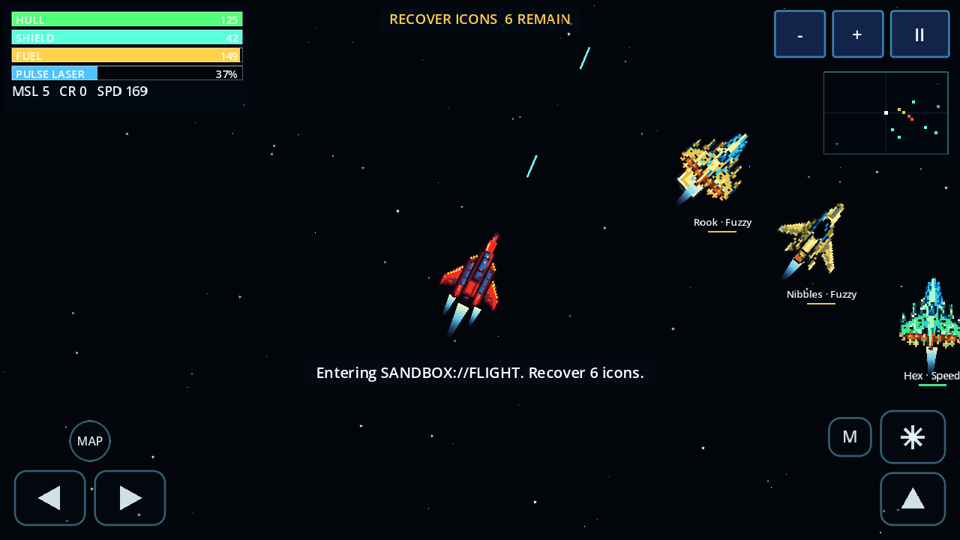 HULL 125
SHIELD 42
FUEL 149
PULSE LASER 37%
MSL 5 CR 0 SPD 169
RECOVER ICONS 6 REMAIN
- + II
Rook · Fuzzy
Nibbles · Fuzzy
Hex · Speed
Entering SANDBOX://FLIGHT. Recover 6 icons.
MAP
M